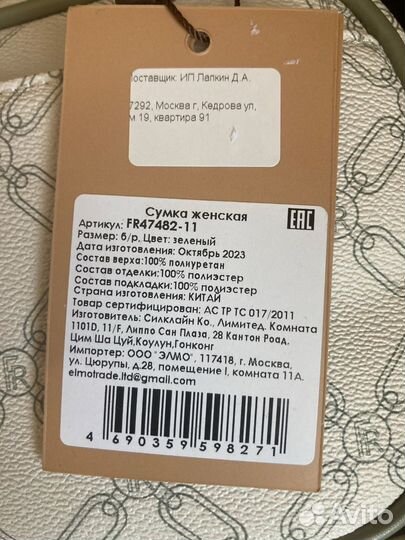 Поставщик: ИП Лапкин Д.А.
7292, Москва г, Кедрова ул,
м 19, квартира 91
Сумка женская
Артикул: FR47482-11
Размер: б/р, Цвет: зеленый
Дата изготовления: Октябрь 2023
Состав верха:100% полиуретан
Состав отделки:100% полиэстер
Состав подкладки:100% полиэстер
Страна изготовления: КИТАЙ
Товар сертифицирован: АС ТР ТС 017/2011
Изготовитель: Силклайн Ко., Лимитед. Комната
1101D, 11/F, Липпо Сан Плаза, 28 Кантон Роад,
Цим Ша Цуй,Коулун,Гонконг
Импортер: ООО "ЭЛМО", 117418, г. Москва,
ул. Цюрупы, д.28, помещение I, комната 11А.
elmotrade.ltd@gmail.com
EAC
4 690359 598271
Avito